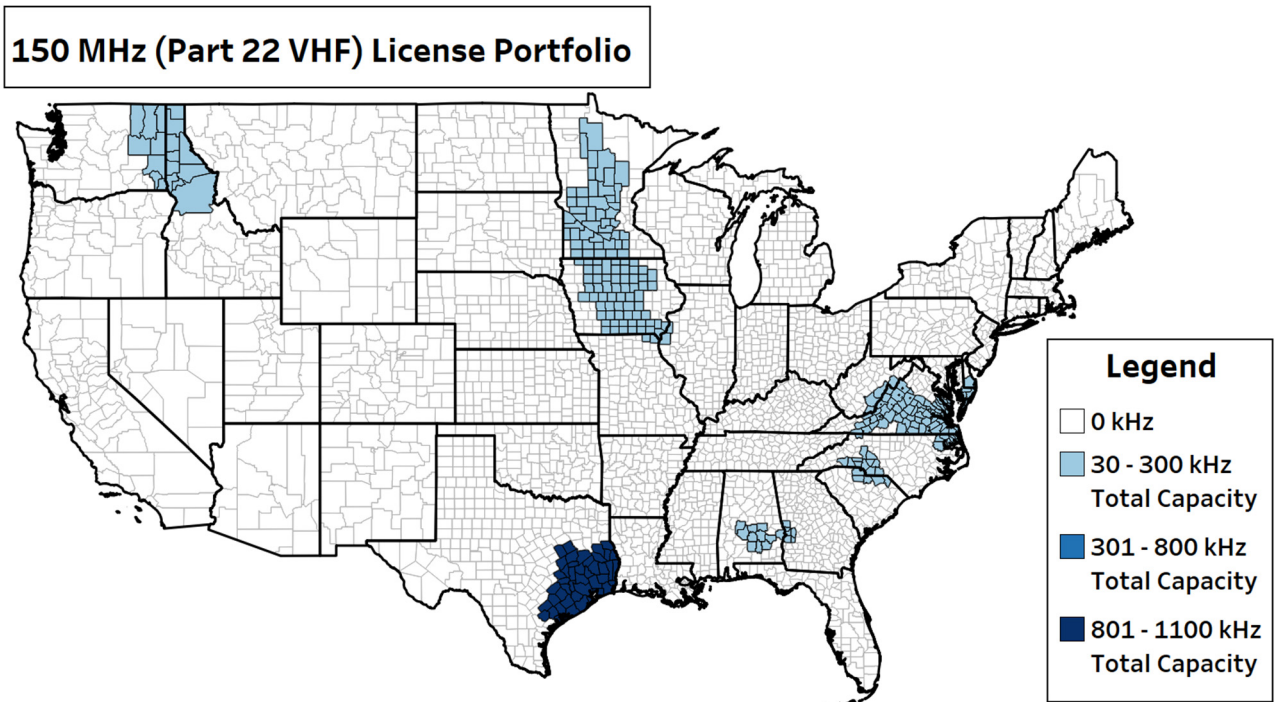 150 MHz (Part 22 VHF) License Portfolio
Legend
0 kHz
30 - 300 kHz
Total Capacity
301 - 800 kHz
Total Capacity
801 - 1100 kHz
Total Capacity